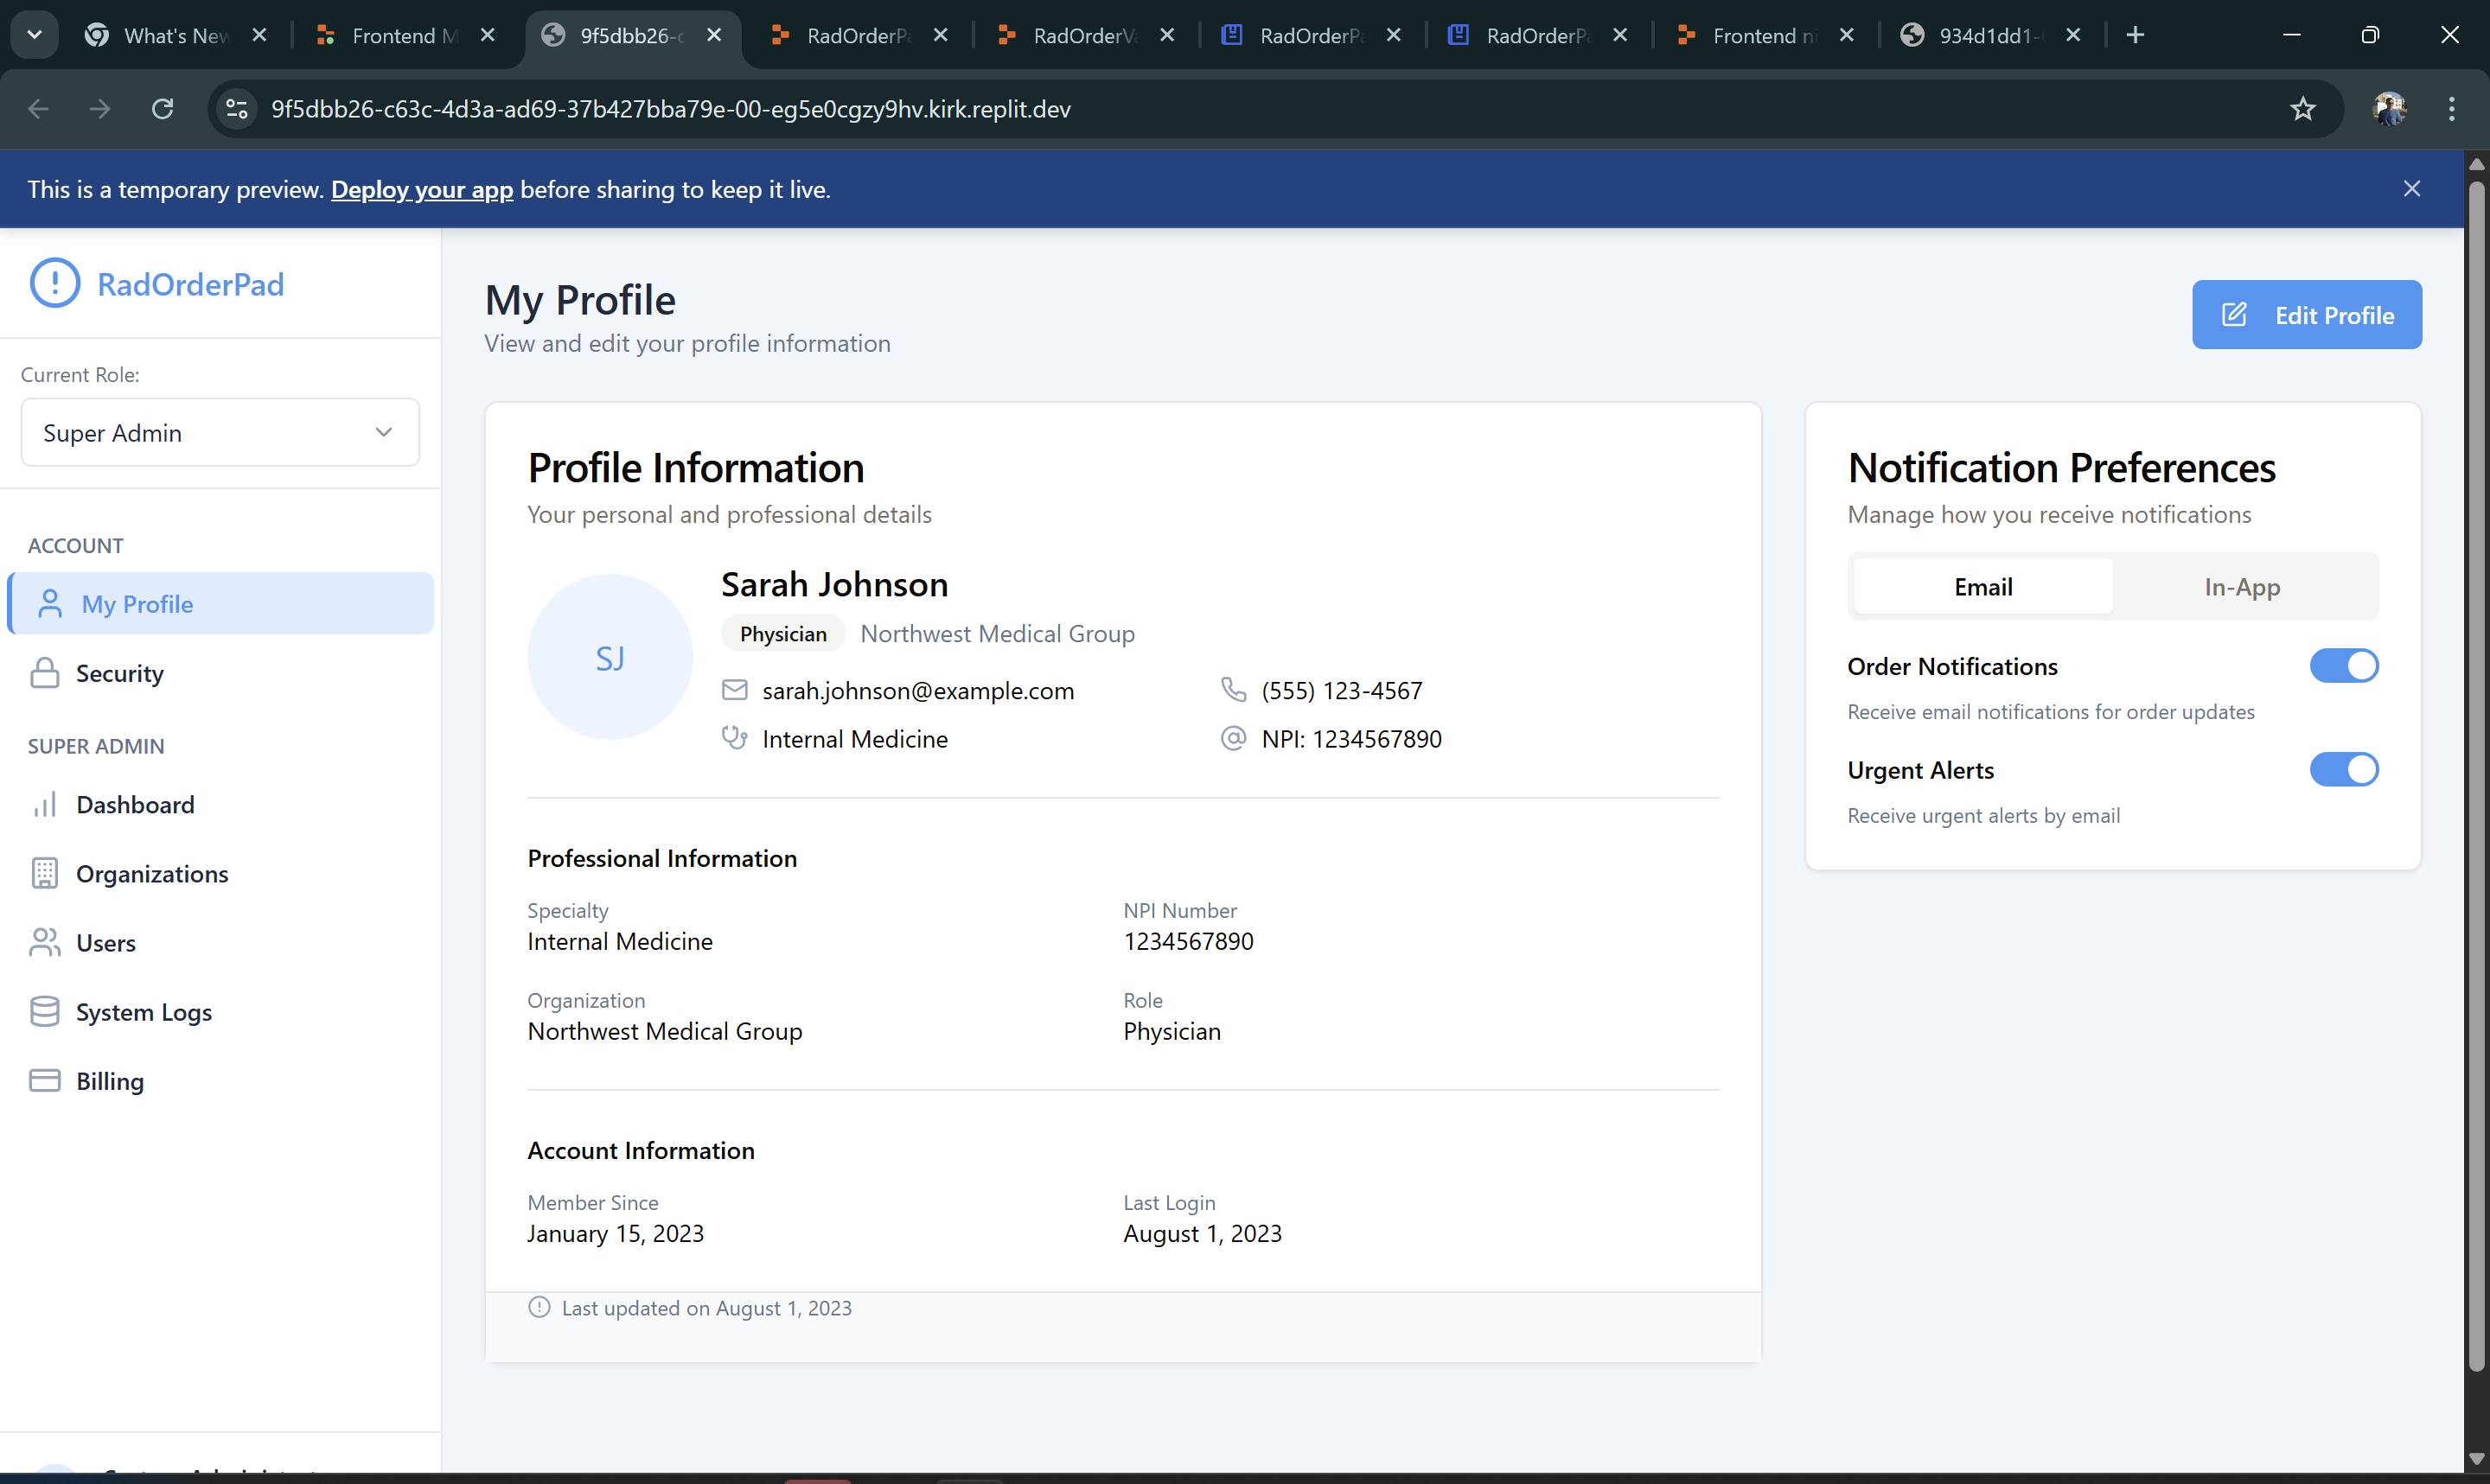 What's New
Frontend M
9f5dbb26-c
RadOrderPa
RadOrderVa
RadOrderPa
RadOrderPa
Frontend
934d1dd1-
9f5dbb26-c63c-4d3a-ad69-37b427bba79e-00-eg5e0cgzy9hv.kirk.replit.dev
This is a temporary preview. Deploy your app before sharing to keep it live.
RadOrderPad
Current Role:
Super Admin
ACCOUNT
My Profile
Security
SUPER ADMIN
Dashboard
Organizations
Users
System Logs
Billing
My Profile
View and edit your profile information
Edit Profile
Profile Information
Your personal and professional details
SJ
Sarah Johnson
Physician Northwest Medical Group
sarah.johnson@example.com (555) 123-4567
Internal Medicine NPI: 1234567890
Professional Information
Specialty NPI Number
Internal Medicine 1234567890
Organization Role
Northwest Medical Group Physician
Account Information
Member Since Last Login
January 15, 2023 August 1, 2023
Last updated on August 1, 2023
Notification Preferences
Manage how you receive notifications
Email In-App
Order Notifications
Receive email notifications for order updates
Urgent Alerts
Receive urgent alerts by email